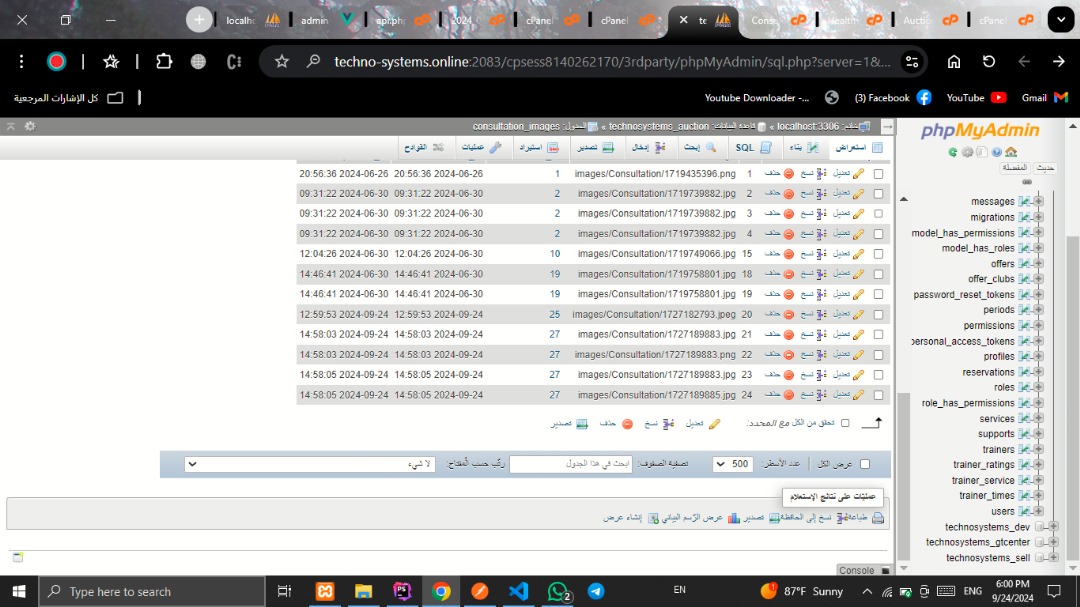 localh
admin
api.php
2024
cPanel
cPanel
te
Cons
Health
Aucti
cPanel
techno-systems.online:2083/cpsess8140262170/3rdparty/phpMyAdmin/sql.php?server=1&...
كل الإشارات المرجعية
Youtube Downloader -...
(3) Facebook
YouTube
Gmail
خادم: localhost:3306 » قاعدة البيانات: technosystems_auction » الجدول: consultation_images
استعراض بناء SQL إبحث إدخال تصدير استيراد عمليات القوادح
تعديل نسخ حذف 1 images/Consultation/1719435396.png 1 2024-06-26 20:56:36 2024-06-26 20:56:36
تعديل نسخ حذف 2 images/Consultation/1719739882.jpg 2 2024-06-30 09:31:22 2024-06-30 09:31:22
تعديل نسخ حذف 3 images/Consultation/1719739882.jpg 2 2024-06-30 09:31:22 2024-06-30 09:31:22
تعديل نسخ حذف 4 images/Consultation/1719739882.jpg 2 2024-06-30 09:31:22 2024-06-30 09:31:22
تعديل نسخ حذف 15 images/Consultation/1719749066.jpg 10 2024-06-30 12:04:26 2024-06-30 12:04:26
تعديل نسخ حذف 18 images/Consultation/1719758801.jpg 19 2024-06-30 14:46:41 2024-06-30 14:46:41
تعديل نسخ حذف 19 images/Consultation/1719758801.jpg 19 2024-06-30 14:46:41 2024-06-30 14:46:41
تعديل نسخ حذف 20 images/Consultation/1727182793.jpeg 25 2024-09-24 12:59:53 2024-09-24 12:59:53
تعديل نسخ حذف 21 images/Consultation/1727189883.jpg 27 2024-09-24 14:58:03 2024-09-24 14:58:03
تعديل نسخ حذف 22 images/Consultation/1727189883.png 27 2024-09-24 14:58:03 2024-09-24 14:58:03
تعديل نسخ حذف 23 images/Consultation/1727189883.jpg 27 2024-09-24 14:58:05 2024-09-24 14:58:05
تعديل نسخ حذف 24 images/Consultation/1727189885.jpg 27 2024-09-24 14:58:05 2024-09-24 14:58:05
تحقق من الكل مع المحدد: تعديل نسخ حذف تصدير
عرض الكل عدد الأسطر: 500 تصفية الصفوف: ابحث في هذا الجدول رتّب حسب المفتاح: لا شيء
عمليّات على نتائج الإستعلام
طباعة نسخ إلى الحافظة تصدير عرض الرّسم البياني إنشاء عرض
Console
phpMyAdmin
حديث المفضلة
messages
migrations
model_has_permissions
model_has_roles
offers
offer_clubs
password_reset_tokens
periods
permissions
personal_access_tokens
profiles
reservations
roles
role_has_permissions
services
supports
trainers
trainer_ratings
trainer_service
trainer_times
users
technosystems_dev
technosystems_gtcenter
technosystems_sell
Type here to search
2
EN
87°F Sunny
ENG
6:00 PM
9/24/2024